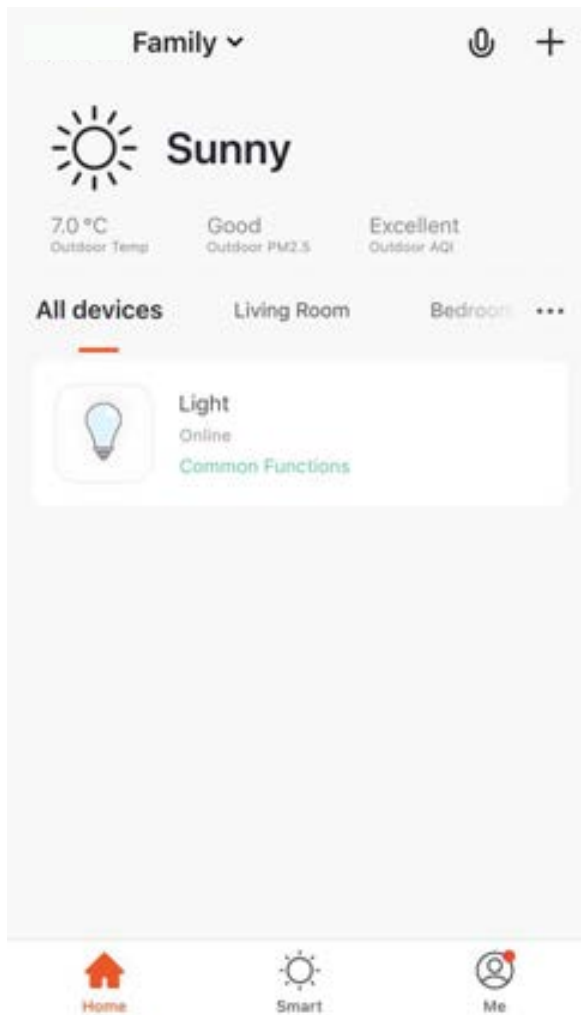 Family
Sunny
7.0 °C Good Excellent
Outdoor Temp Outdoor PM2.5 Outdoor AQI
All devices Living Room Bedroom
Light
Online
Common Functions
Home Smart Me